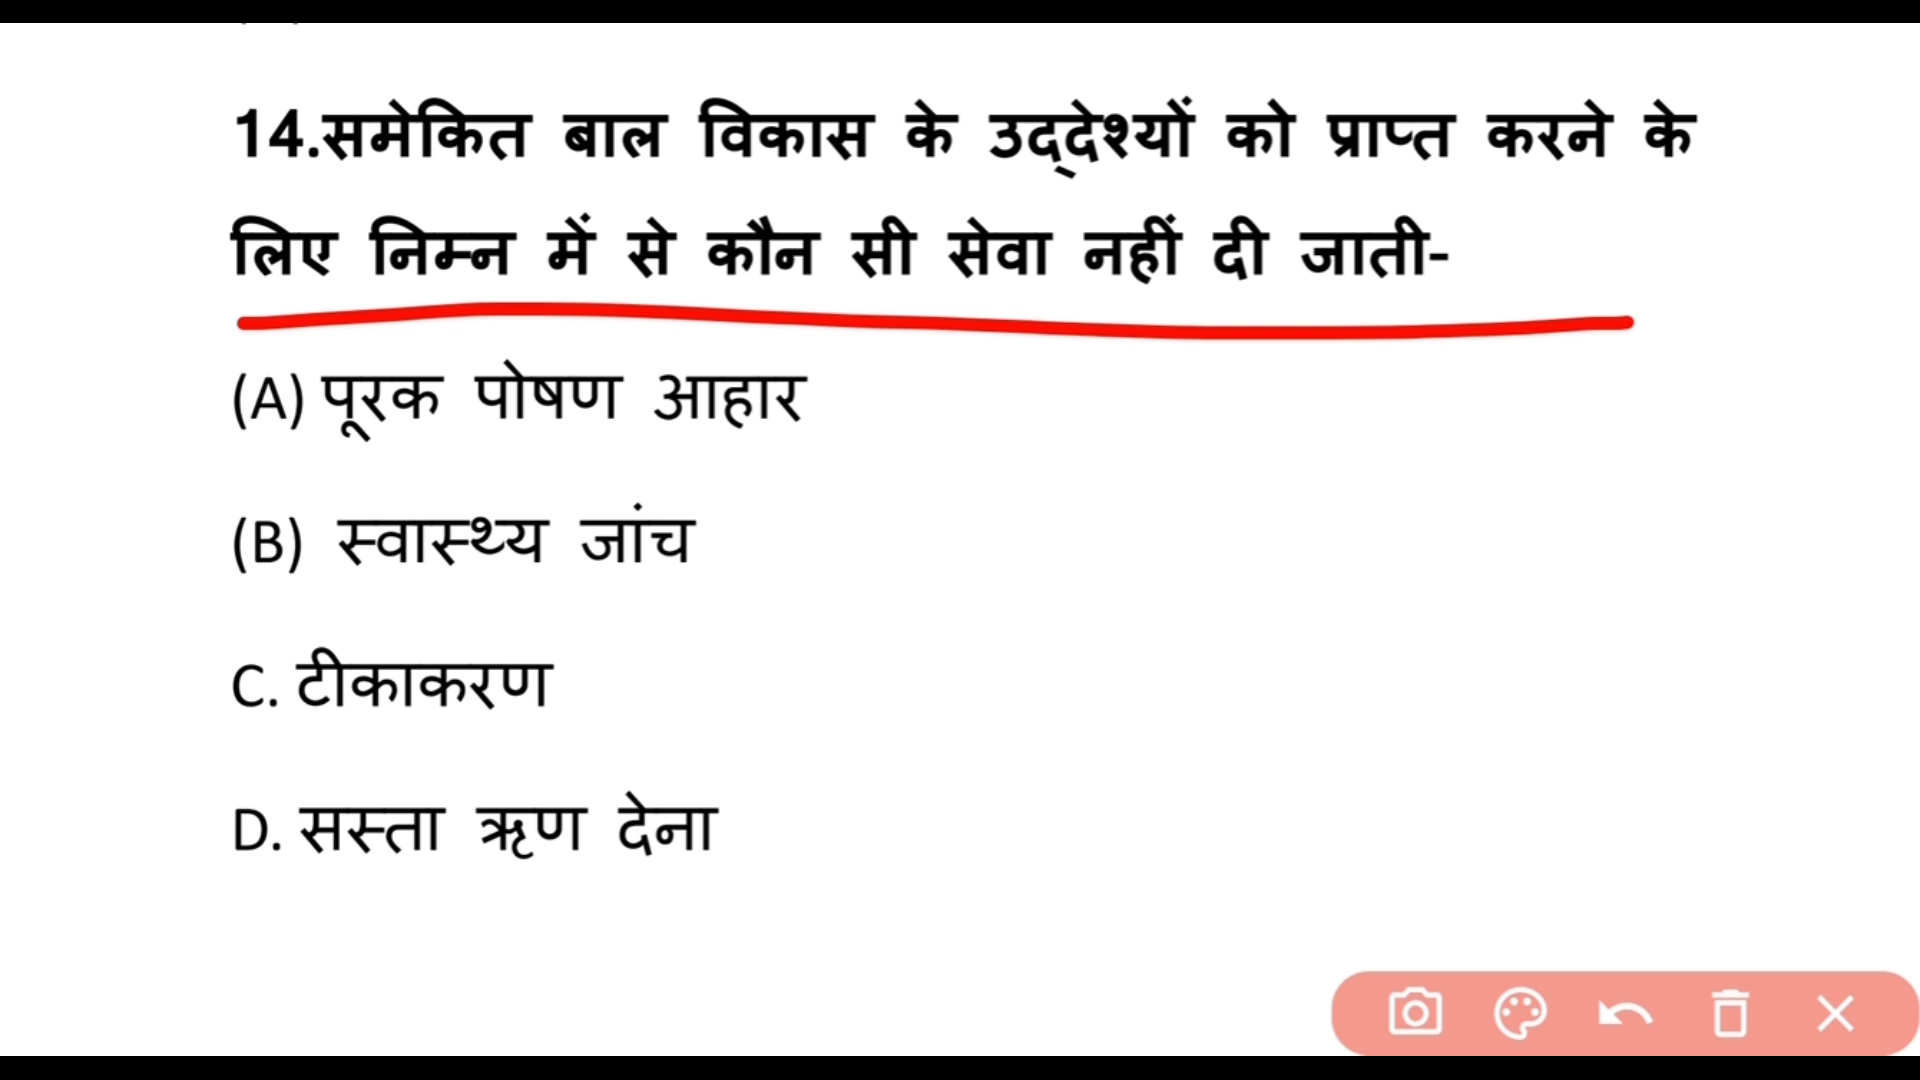 14.समेकित बाल विकास के उद्देश्यों को प्राप्त करने के
लिए निम्न में से कौन सी सेवा नहीं दी जाती-
(A) पूरक पोषण आहार
(B) स्वास्थ्य जांच
C. टीकाकरण
D. सस्ता ऋण देना